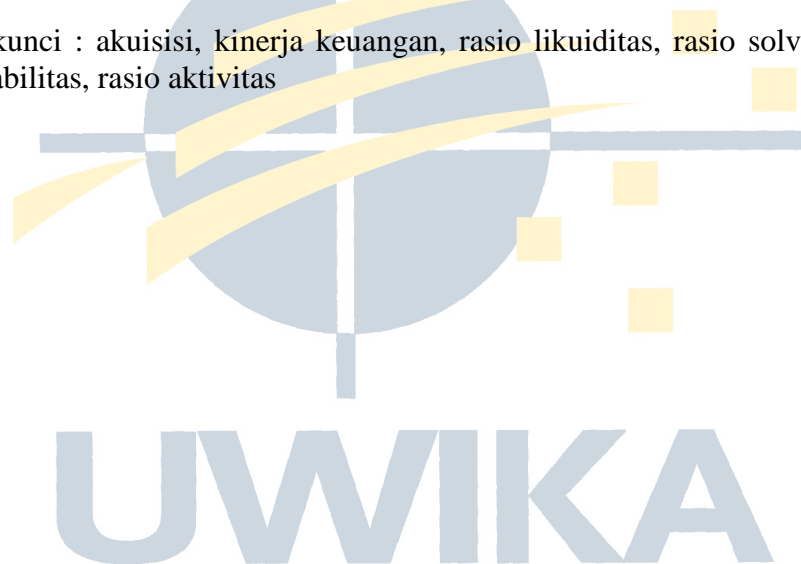 kunci : akuisisi, kinerja keuangan, rasio likuiditas, rasio solv
abilitas, rasio aktivitas
UWIKA